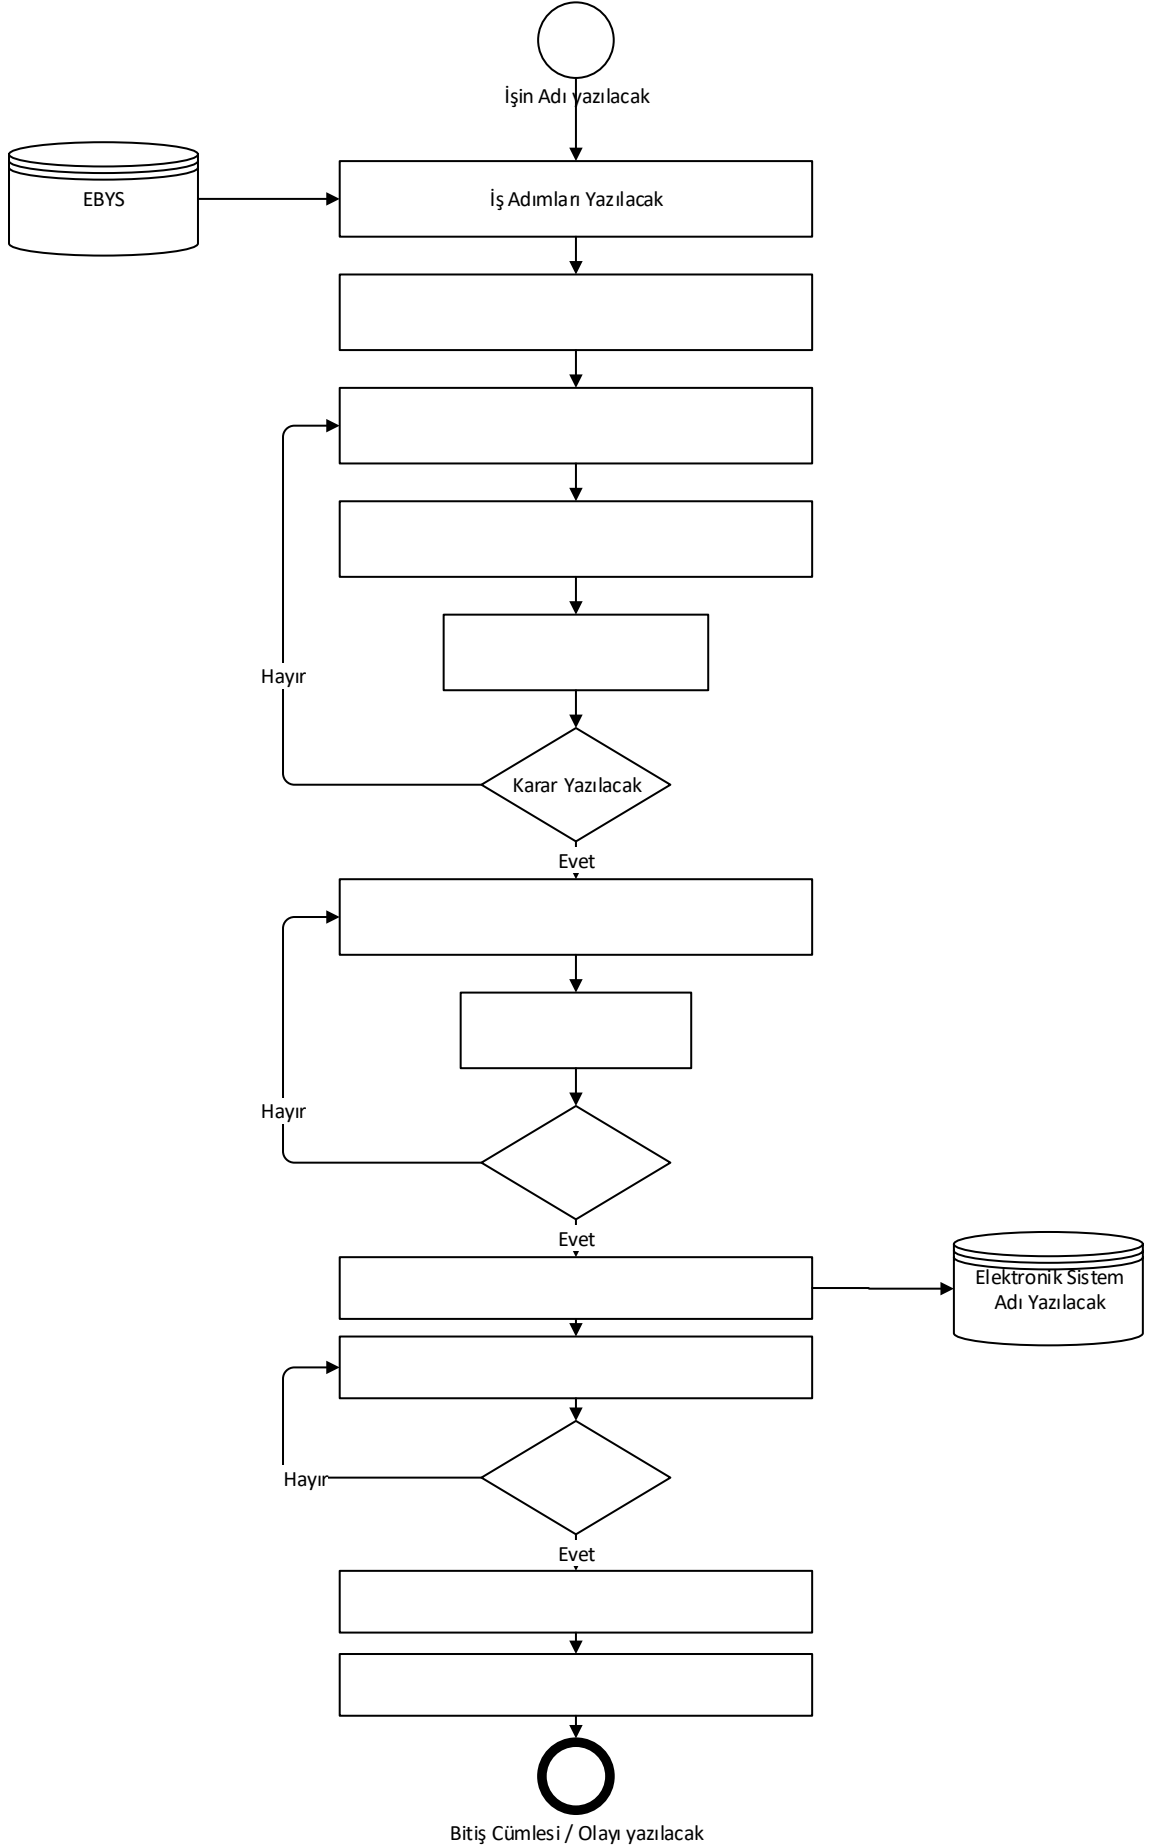 İşin Adı yazılacak
EBYS
İş Adımları Yazılacak
Hayır
Karar Yazılacak
Evet
Hayır
Evet
Elektronik Sistem
Adı Yazılacak
Hayır
Evet
Bitiş Cümlesi / Olayı yazılacak